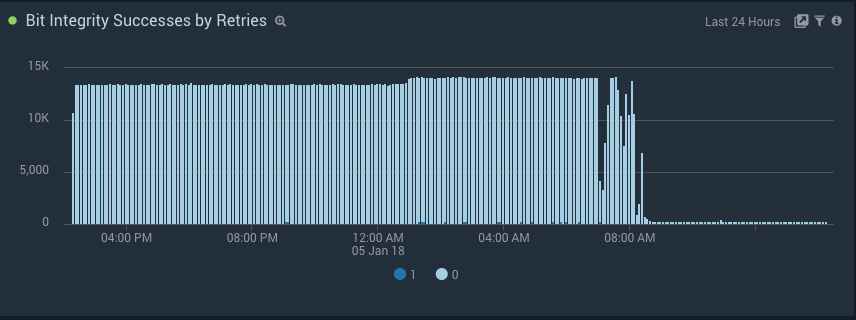 Bit Integrity Successes by Retries
Last 24 Hours
15K
10K
5,000
0
04:00 PM 08:00 PM 12:00 AM 04:00 AM 08:00 AM
05 Jan 18
1 0